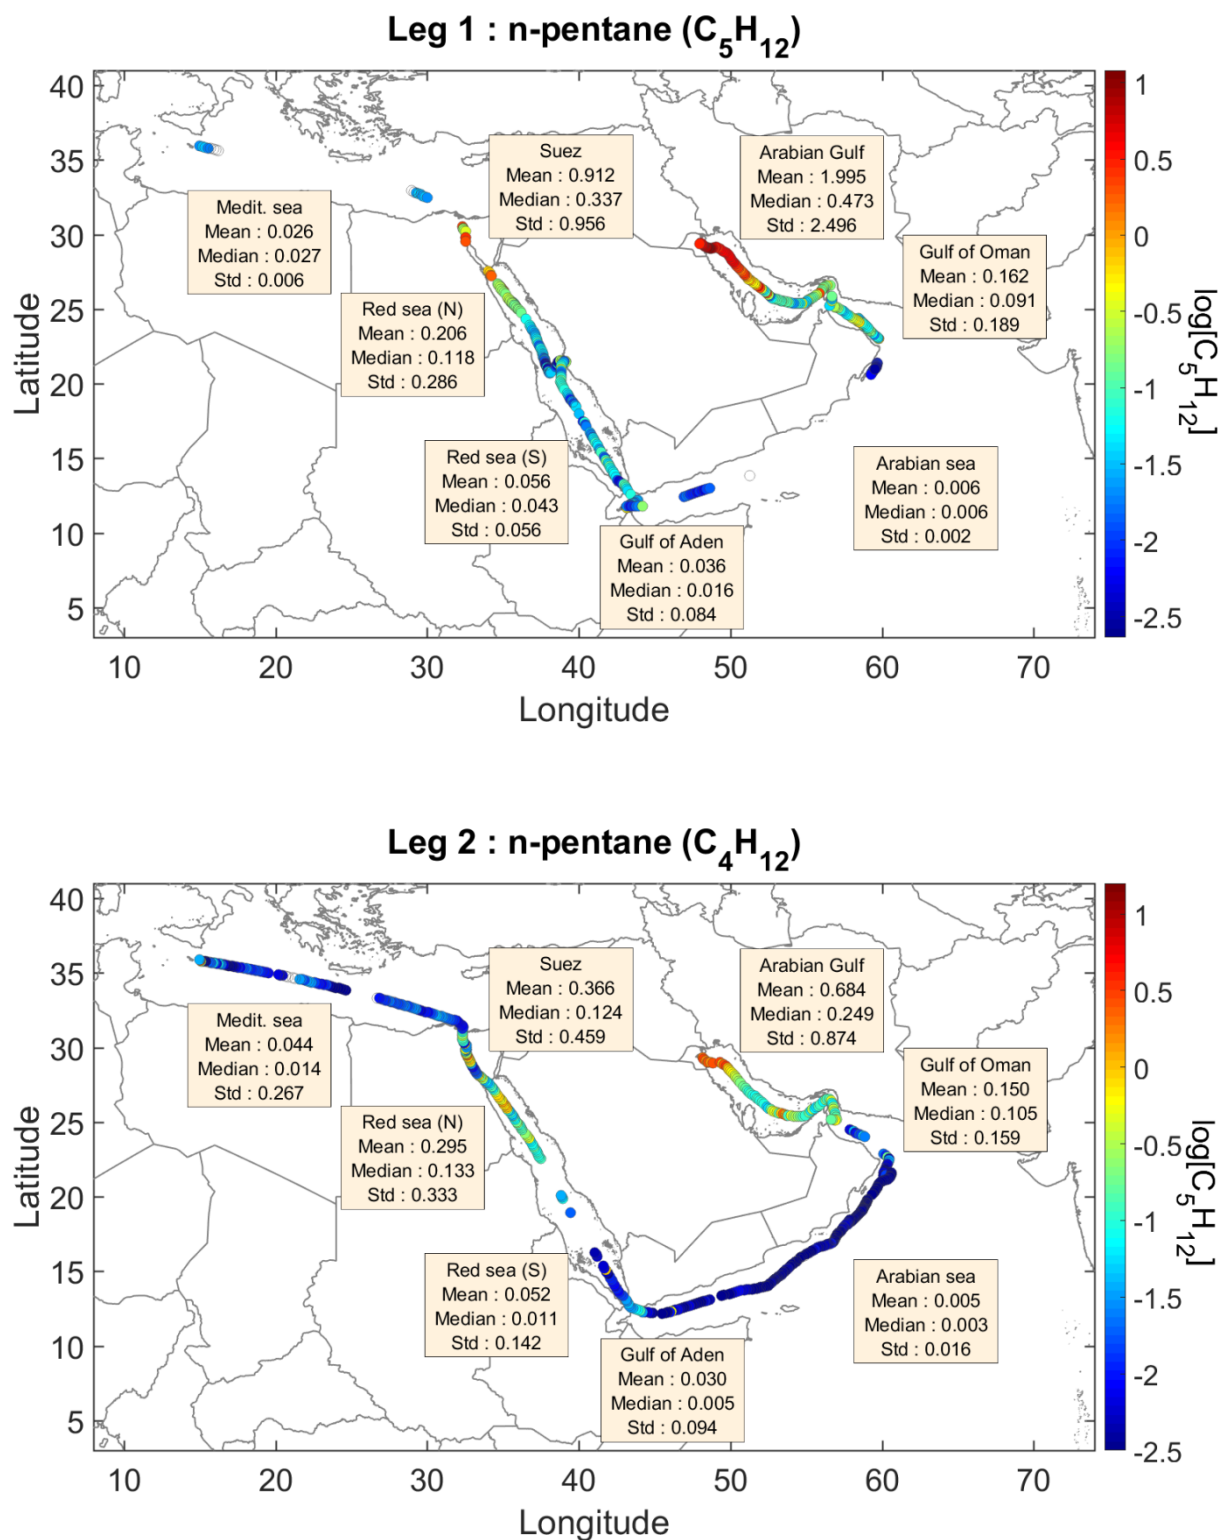 Leg 1 : n-pentane (C5H12)
40
35
30
25
20
15
10
5
Latitude
10 20 30 40 50 60 70
Longitude
Medit. sea
Mean : 0.026
Median : 0.027
Std : 0.006
Suez
Mean : 0.912
Median : 0.337
Std : 0.956
Arabian Gulf
Mean : 1.995
Median : 0.473
Std : 2.496
Gulf of Oman
Mean : 0.162
Median : 0.091
Std : 0.189
Red sea (N)
Mean : 0.206
Median : 0.118
Std : 0.286
Red sea (S)
Mean : 0.056
Median : 0.043
Std : 0.056
Arabian sea
Mean : 0.006
Median : 0.006
Std : 0.002
Gulf of Aden
Mean : 0.036
Median : 0.016
Std : 0.084
1
0.5
0
-0.5
-1
-1.5
-2
-2.5
log[C5H12]
Leg 2 : n-pentane (C4H12)
40
35
30
25
20
15
10
5
Latitude
10 20 30 40 50 60 70
Longitude
Medit. sea
Mean : 0.044
Median : 0.014
Std : 0.267
Suez
Mean : 0.366
Median : 0.124
Std : 0.459
Arabian Gulf
Mean : 0.684
Median : 0.249
Std : 0.874
Gulf of Oman
Mean : 0.150
Median : 0.105
Std : 0.159
Red sea (N)
Mean : 0.295
Median : 0.133
Std : 0.333
Red sea (S)
Mean : 0.052
Median : 0.011
Std : 0.142
Arabian sea
Mean : 0.005
Median : 0.003
Std : 0.016
Gulf of Aden
Mean : 0.030
Median : 0.005
Std : 0.094
1
0.5
0
-0.5
-1
-1.5
-2
-2.5
log[C5H12]